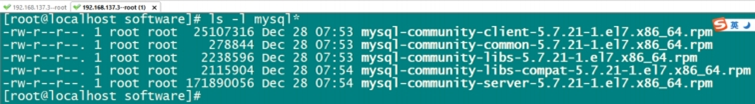 192.168.137.3--root 192.168.137.3--root (1)
[root@localhost software]# ls -l mysql*
-rw-r--r--. 1 root root  25107316 Dec 28 07:53 mysql-community-client-5.7.21-1.el7.x86_64.rpm
-rw-r--r--. 1 root root    278844 Dec 28 07:53 mysql-community-common-5.7.21-1.el7.x86_64.rpm
-rw-r--r--. 1 root root   2238596 Dec 28 07:53 mysql-community-libs-5.7.21-1.el7.x86_64.rpm
-rw-r--r--. 1 root root   2115904 Dec 28 07:54 mysql-community-libs-compat-5.7.21-1.el7.x86_64.rpm
-rw-r--r--. 1 root root 171890056 Dec 28 07:54 mysql-community-server-5.7.21-1.el7.x86_64.rpm
[root@localhost software]#
S 英